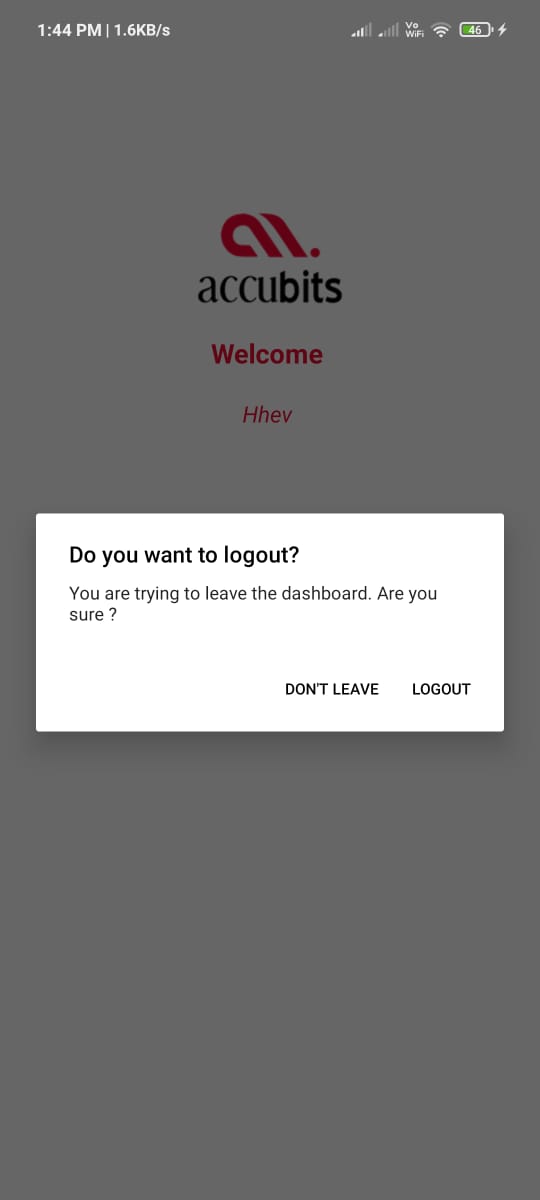 1:44 PM | 1.6KB/s
Vo
WiFi
46
accubits
Welcome
Hhev
Do you want to logout?
You are trying to leave the dashboard. Are you
sure ?
DON'T LEAVE
LOGOUT